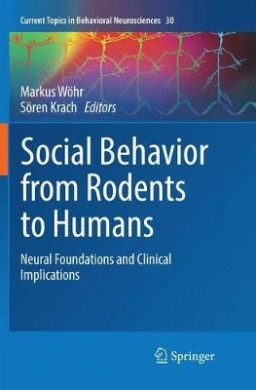 Current Topics in Behavioral Neurosciences 30
Markus Wöhr
Sören Krach Editors
Social Behavior
from Rodents
to Humans
Neural Foundations and Clinical
Implications
Springer